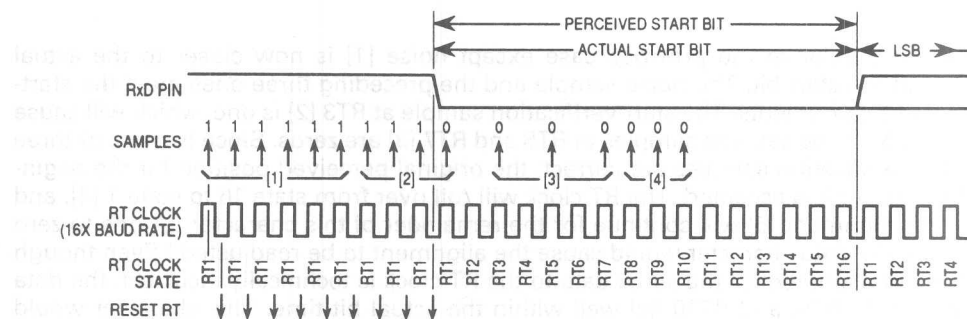 PERCEIVED START BIT
ACTUAL START BIT LSB
RxD PIN
SAMPLES 1 1 1 1 1 1 1 1 0 0 0 0 0 0
[1] [2] [3] [4]
RT CLOCK
(16X BAUD RATE)
RT CLOCK
STATE
RT1 RT1 RT1 RT1 RT1 RT1 RT1 RT1 RT1 RT1 RT2 RT3 RT4 RT5 RT6 RT7 RT8 RT9 RT10 RT11 RT12 RT13 RT14 RT15 RT16 RT1 RT2 RT3 RT4
RESET RT